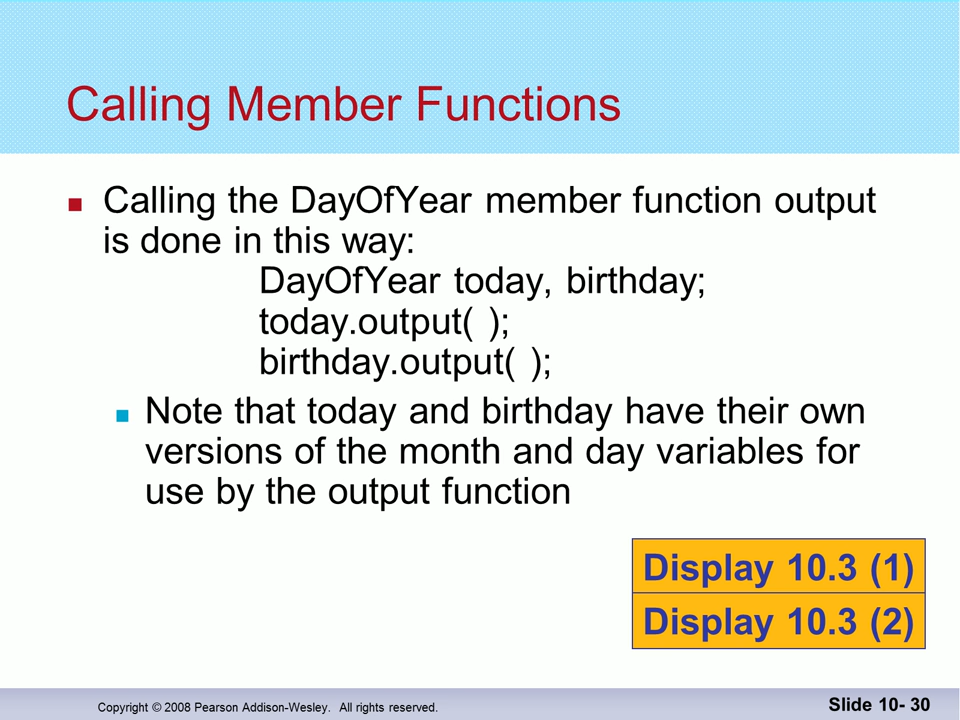 Calling Member Functions
Calling the DayOfYear member function output
is done in this way:
DayOfYear today, birthday;
today.output( );
birthday.output( );
Note that today and birthday have their own
versions of the month and day variables for
use by the output function
Display 10.3 (1)
Display 10.3 (2)
Copyright © 2008 Pearson Addison-Wesley. All rights reserved.
Slide 10- 30